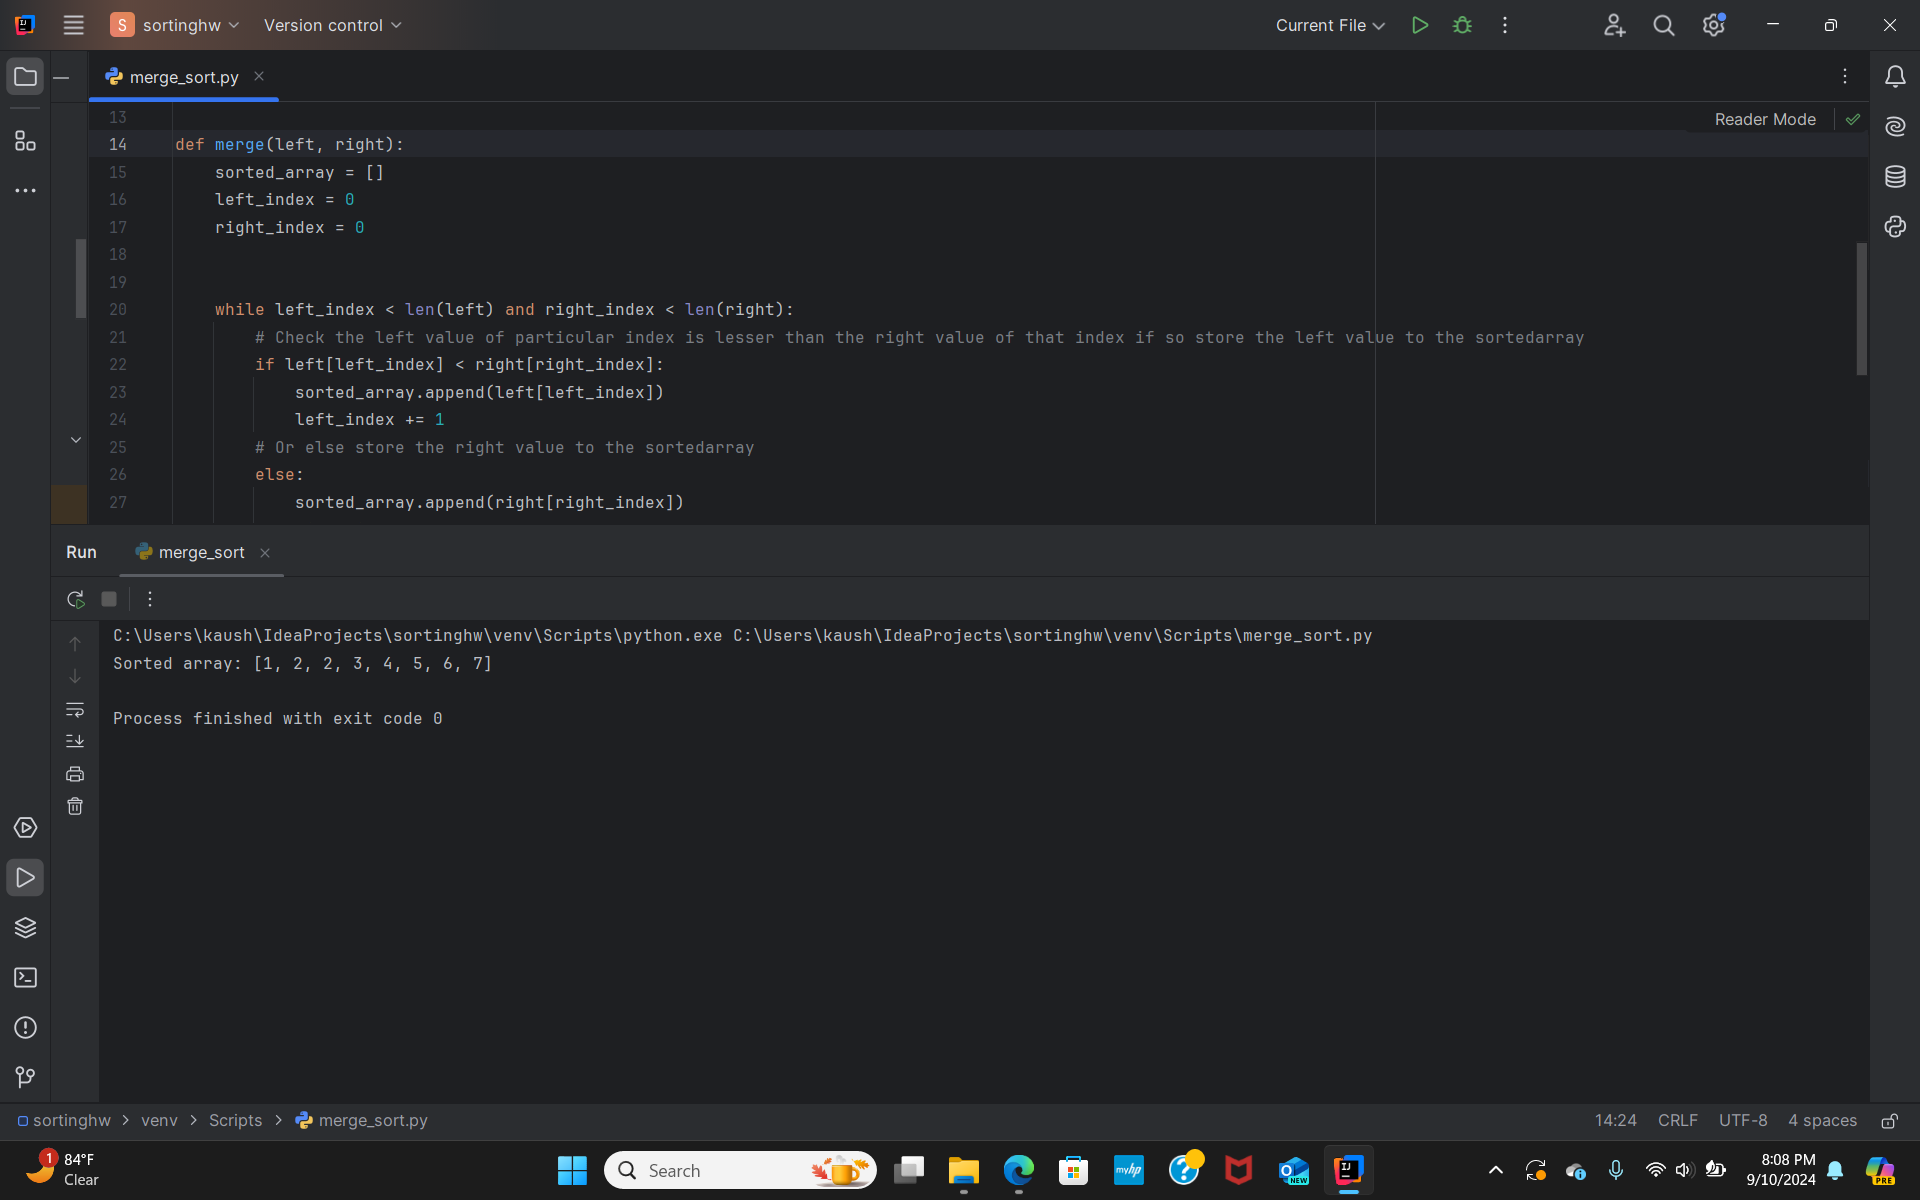 S sortinghw Version control Current File
merge_sort.py
Reader Mode
13
14 def merge(left, right):
15 sorted_array = []
16 left_index = 0
17 right_index = 0
18
19
20 while left_index < len(left) and right_index < len(right):
21 # Check the left value of particular index is lesser than the right value of that index if so store the left value to the sortedarray
22 if left[left_index] < right[right_index]:
23 sorted_array.append(left[left_index])
24 left_index += 1
25 # Or else store the right value to the sortedarray
26 else:
27 sorted_array.append(right[right_index])
Run merge_sort
C:\Users\kaush\IdeaProjects\sortinghw\venv\Scripts\python.exe C:\Users\kaush\IdeaProjects\sortinghw\venv\Scripts\merge_sort.py
Sorted array: [1, 2, 2, 3, 4, 5, 6, 7]
Process finished with exit code 0
sortinghw > venv > Scripts > merge_sort.py 14:24 CRLF UTF-8 4 spaces
1 84°F
Clear
Search
myhp
NEW
IJ
8:08 PM
9/10/2024
PRE